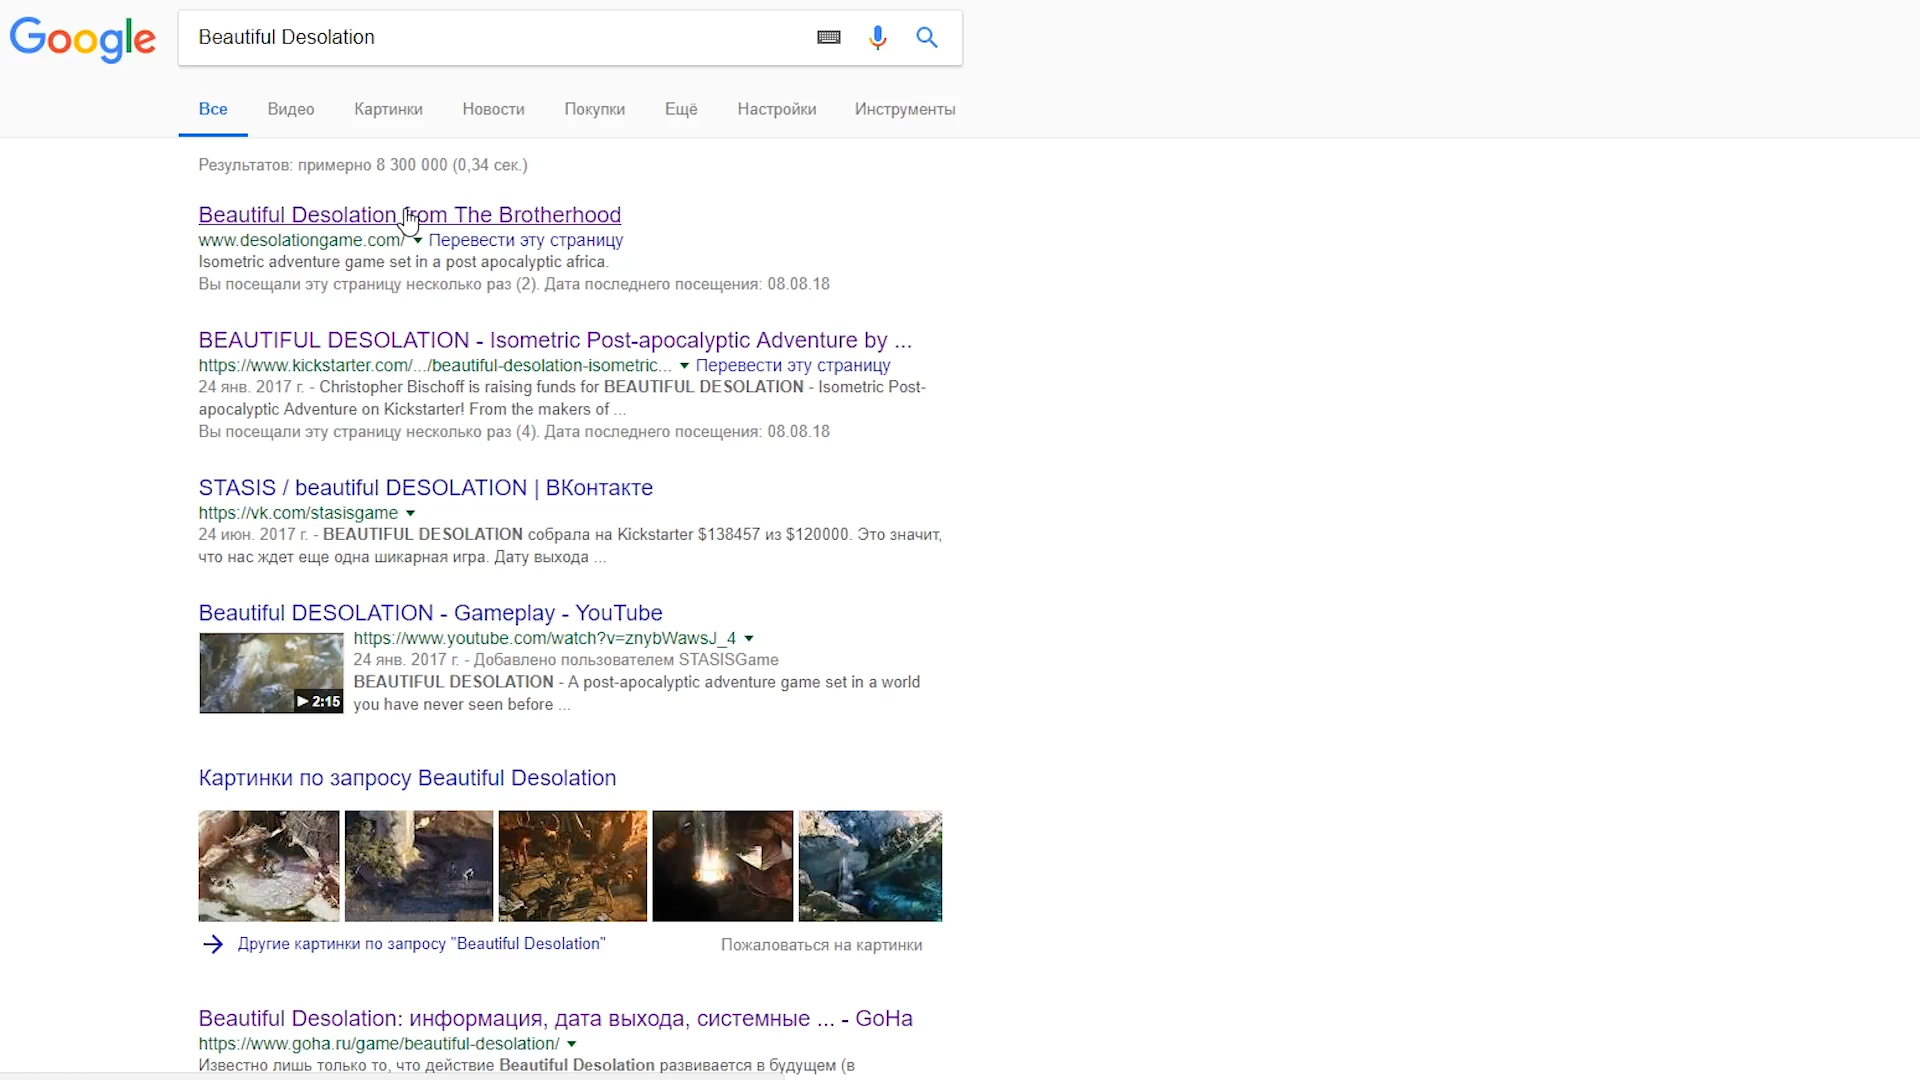 Google
Beautiful Desolation
Все Видео Картинки Новости Покупки Ещё Настройки Инструменты
Результатов: примерно 8 300 000 (0,34 сек.)
Beautiful Desolation from The Brotherhood
www.desolationgame.com/ Перевести эту страницу
Isometric adventure game set in a post apocalyptic africa.
Вы посещали эту страницу несколько раз (2). Дата последнего посещения: 08.08.18
BEAUTIFUL DESOLATION - Isometric Post-apocalyptic Adventure by ...
https://www.kickstarter.com/.../beautiful-desolation-isometric... Перевести эту страницу
24 янв. 2017 г. - Christopher Bischoff is raising funds for BEAUTIFUL DESOLATION - Isometric Post-
apocalyptic Adventure on Kickstarter! From the makers of ...
Вы посещали эту страницу несколько раз (4). Дата последнего посещения: 08.08.18
STASIS / beautiful DESOLATION | ВКонтакте
https://vk.com/stasisgame
24 июн. 2017 г. - BEAUTIFUL DESOLATION собрала на Kickstarter $138457 из $120000. Это значит,
что нас ждет еще одна шикарная игра. Дату выхода ...
Beautiful DESOLATION - Gameplay - YouTube
https://www.youtube.com/watch?v=znybWawsJ_4
24 янв. 2017 г. - Добавлено пользователем STASISGame
BEAUTIFUL DESOLATION - A post-apocalyptic adventure game set in a world
2:15 you have never seen before ...
Картинки по запросу Beautiful Desolation
Другие картинки по запросу "Beautiful Desolation" Пожаловаться на картинки
Beautiful Desolation: информация, дата выхода, системные ... - GoHa
https://www.goha.ru/game/beautiful-desolation/
Известно лишь только то, что действие Beautiful Desolation развивается в будущем (в